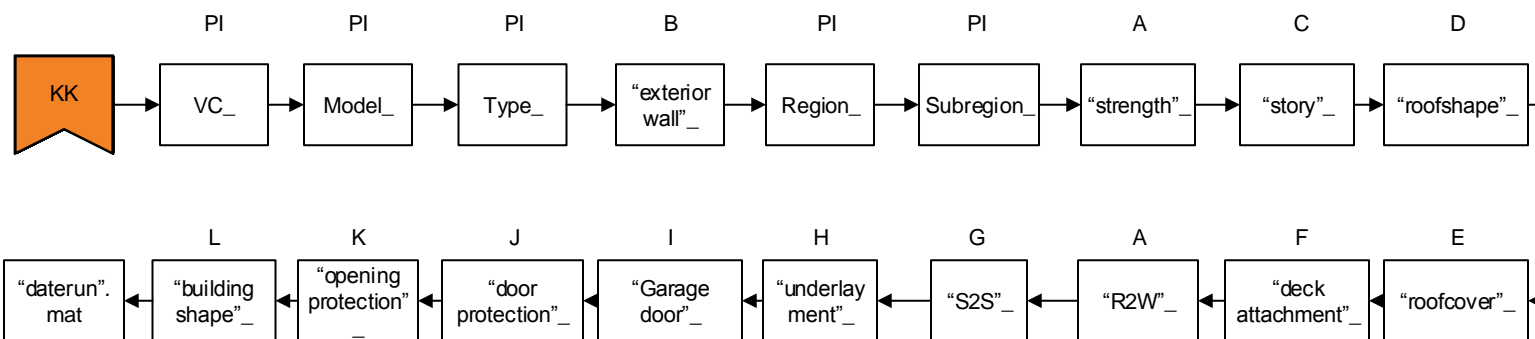 PI PI PI B PI PI A C D
KK VC_ Model_ Type_ “exterior wall”_ Region_ Subregion_ “strength”_ “story”_ “roofshape”_
L K J I H G A F E
“daterun”. mat “building shape”_ “opening protection” _ “door protection”_ “Garage door”_ “underlay ment”_ “S2S”_ “R2W”_ “deck attachment”_ “roofcover”_